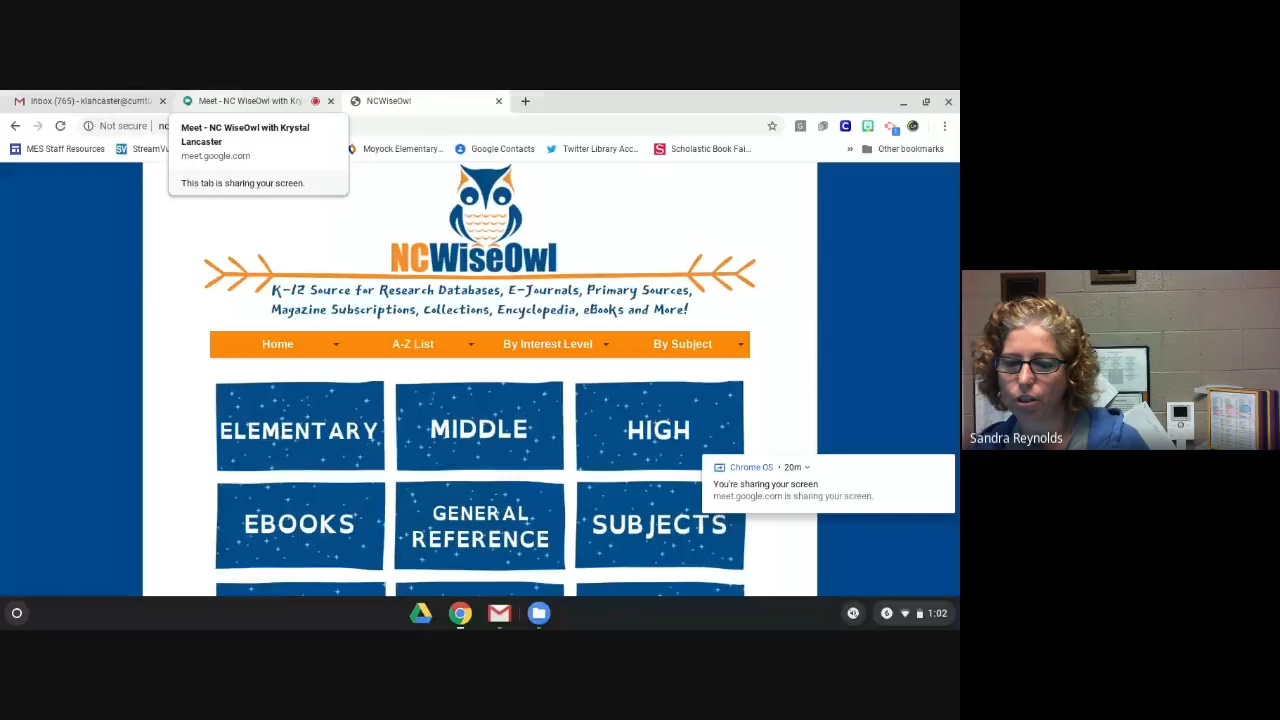 Inbox (765) - klancaster@curritu
Meet - NC WiseOwl with Kry
NCWiseOwl
Not secure
Meet - NC WiseOwl with Krystal
Lancaster
meet.google.com
This tab is sharing your screen.
MES Staff Resources
StreamVu
Moyock Elementary...
Google Contacts
Twitter Library Acc...
Scholastic Book Fai...
»
Other bookmarks
NCWiseOwl
K-12 Source for Research Databases, E-Journals, Primary Sources,
Magazine Subscriptions, Collections, Encyclopedia, eBooks and More!
Home
A-Z List
By Interest Level
By Subject
ELEMENTARY
MIDDLE
HIGH
EBOOKS
GENERAL
REFERENCE
SUBJECTS
Chrome OS • 20m
You're sharing your screen
meet.google.com is sharing your screen.
6
1:02
Sandra Reynolds